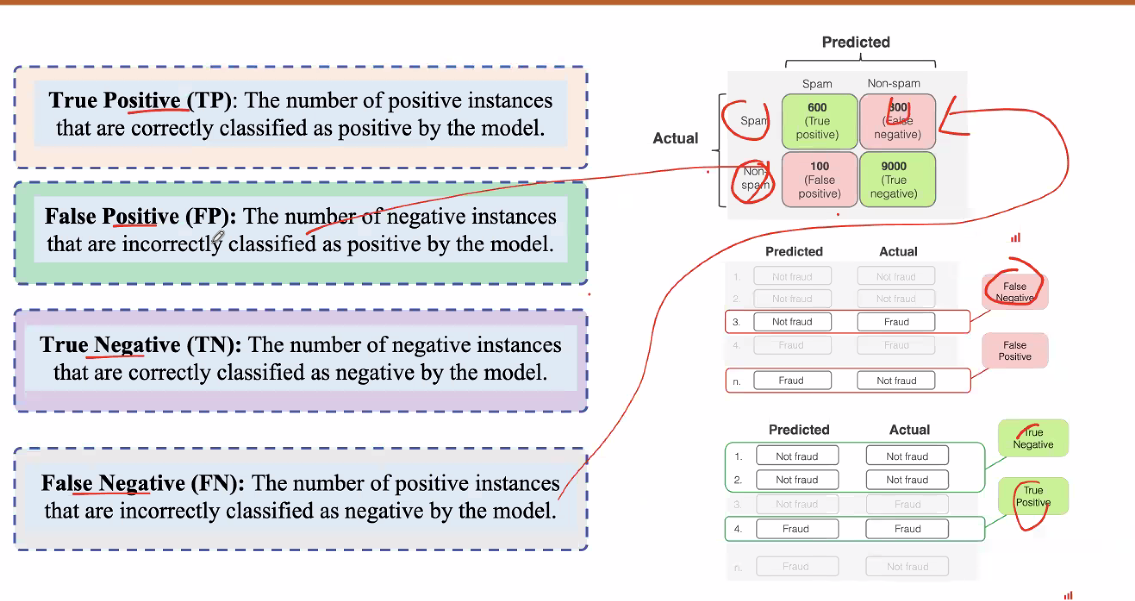 True Positive (TP): The number of positive instances
that are correctly classified as positive by the model.
False Positive (FP): The number of negative instances
that are incorrectly classified as positive by the model.
True Negative (TN): The number of negative instances
that are correctly classified as negative by the model.
False Negative (FN): The number of positive instances
that are incorrectly classified as negative by the model.
Predicted
Spam Non-spam
Actual
Spam
600
(True
positive)
300
(False
negative)
Non-
spam
100
(False
positive)
9000
(True
negative)
Predicted Actual
1. Not fraud Not fraud
2. Not fraud Not fraud
3. Not fraud Fraud
4. Fraud Fraud
n. Fraud Not fraud
False
Negative
False
Positive
Predicted Actual
1. Not fraud Not fraud
2. Not fraud Not fraud
3. Not fraud Fraud
4. Fraud Fraud
n. Fraud Not fraud
True
Negative
True
Positive